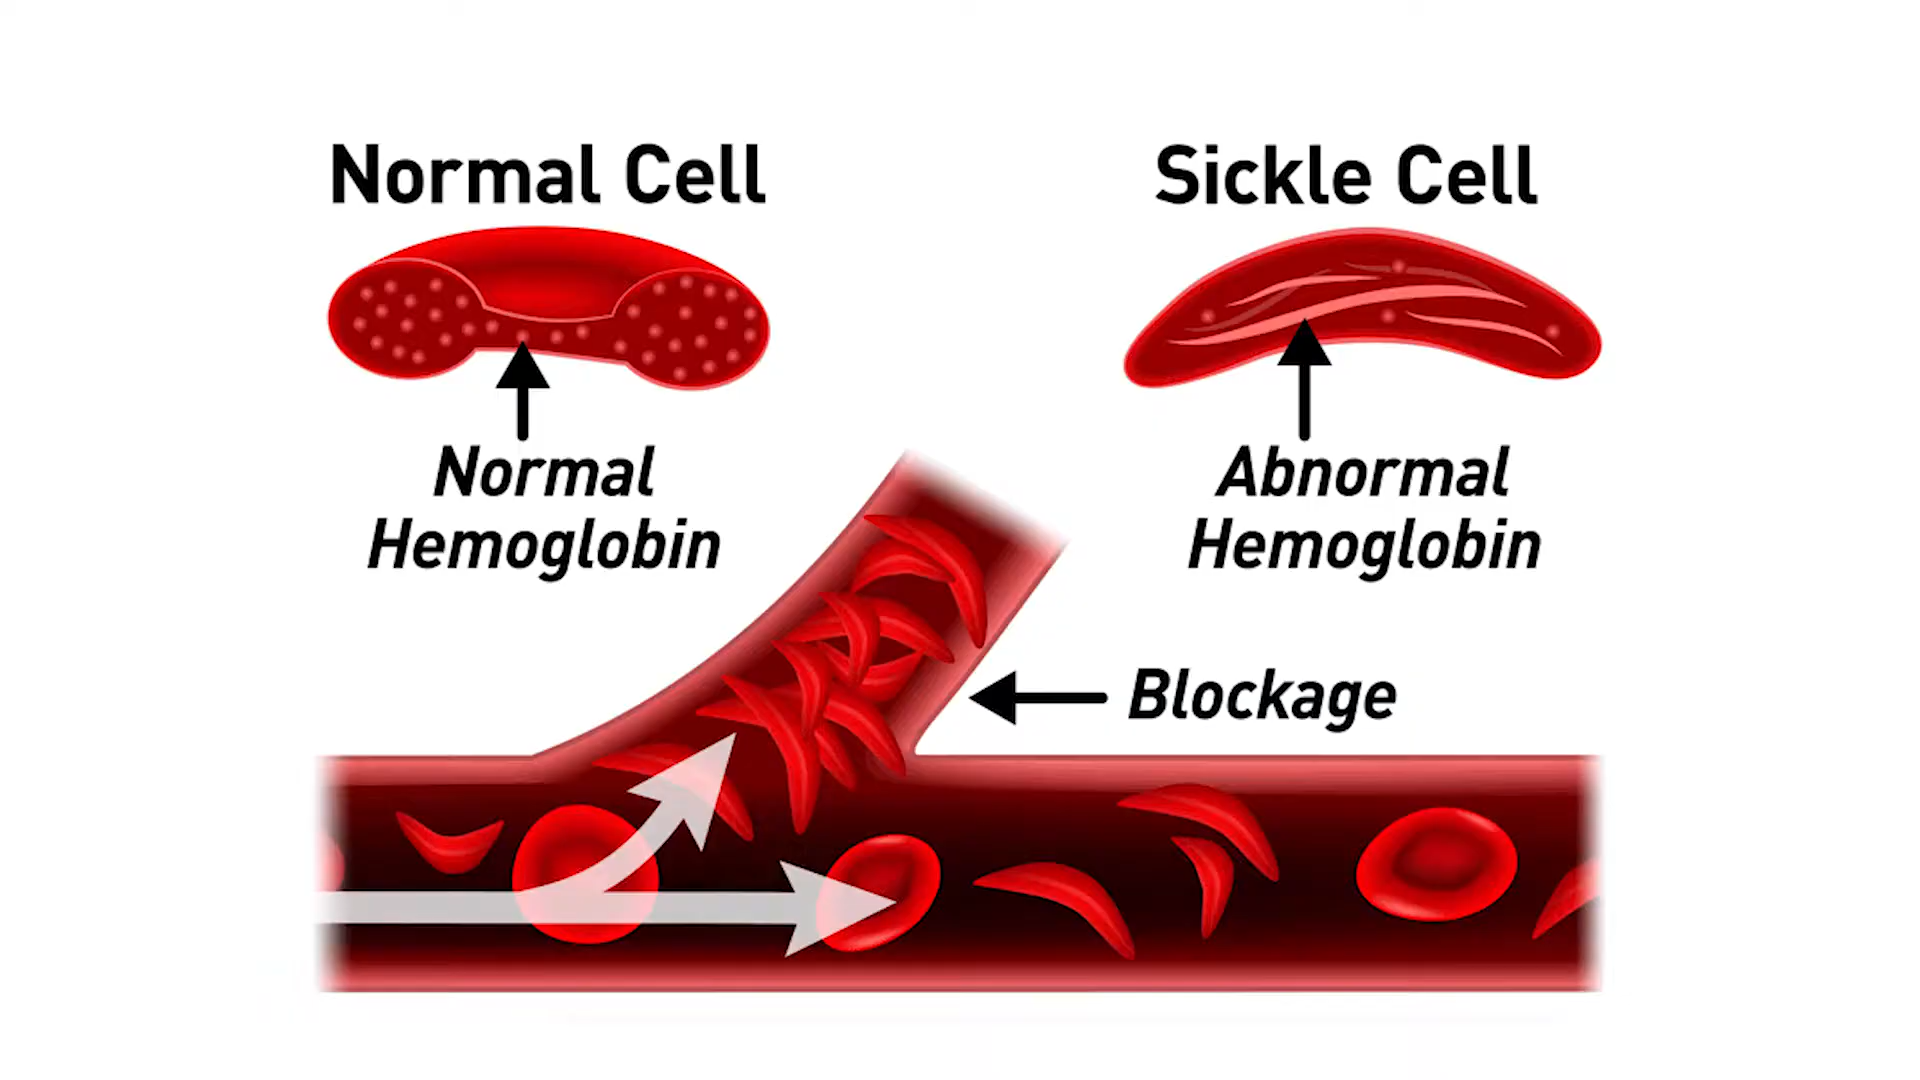 Normal Cell
Sickle Cell
Normal
Hemoglobin
Abnormal
Hemoglobin
Blockage